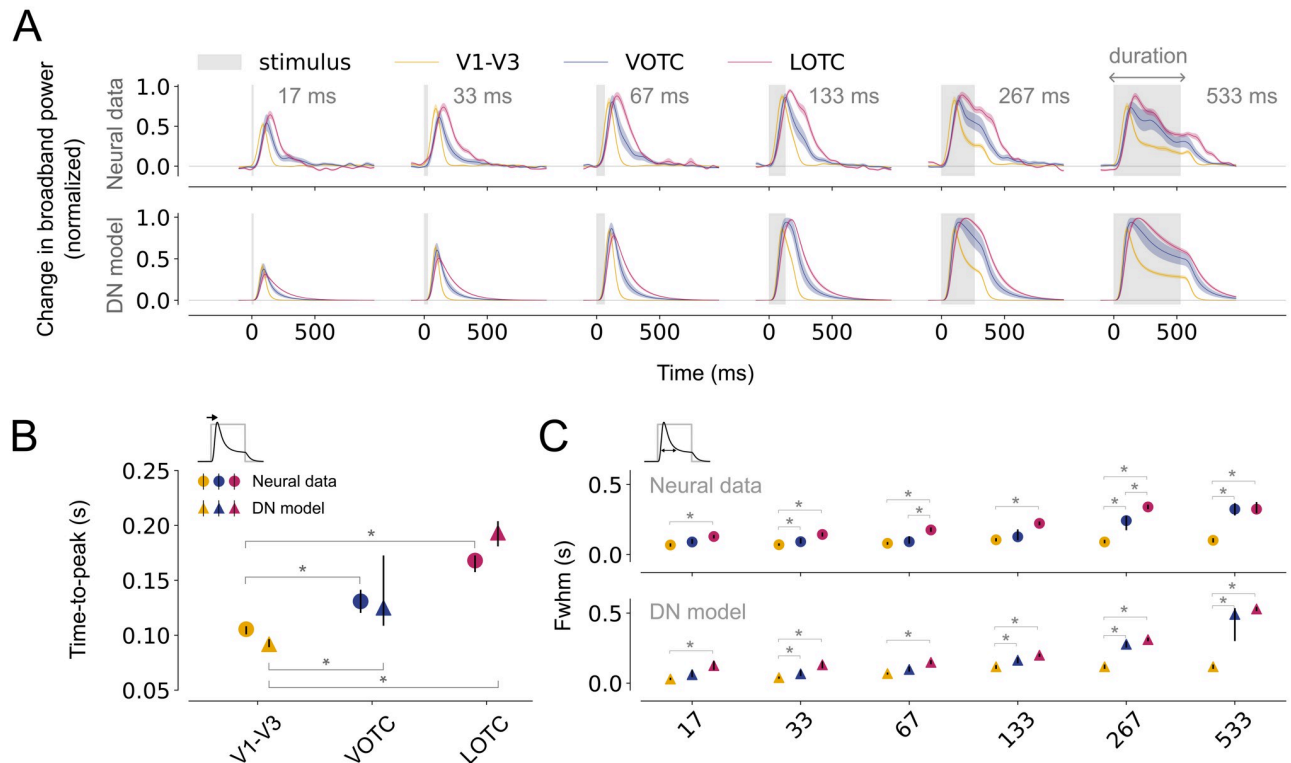 A
stimulus V1-V3 VOTC LOTC duration
Neural data
1.0
0.5
0.0
17 ms 33 ms 67 ms 133 ms 267 ms 533 ms
Change in broadband power
(normalized)
DN model
1.0
0.5
0.0
0 500 0 500 0 500 0 500 0 500 0 500
Time (ms)
B
Time-to-peak (s)
0.25
0.20
0.15
0.10
0.05
Neural data
DN model
*
*
*
*
V1-V3 VOTC LOTC
C
Fwhm (s)
Neural data
0.5
0.0
* * * * * * * * * * * * *
DN model
0.5
0.0
* * * * * * * * * * *
17 33 67 133 267 533